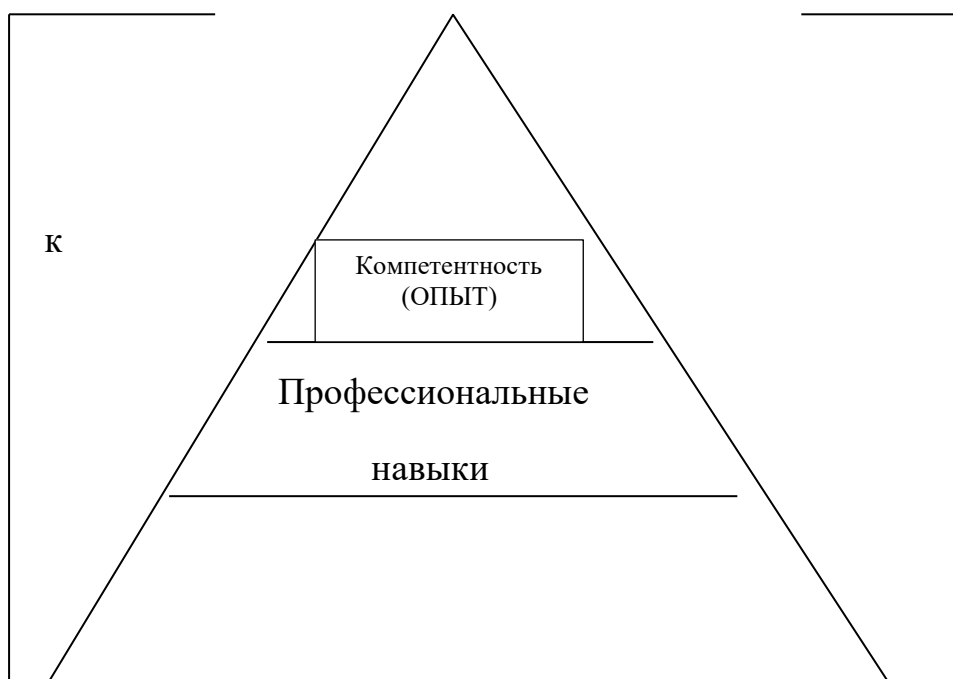 к
Компетентность
(ОПЫТ)
Профессиональные
навыки